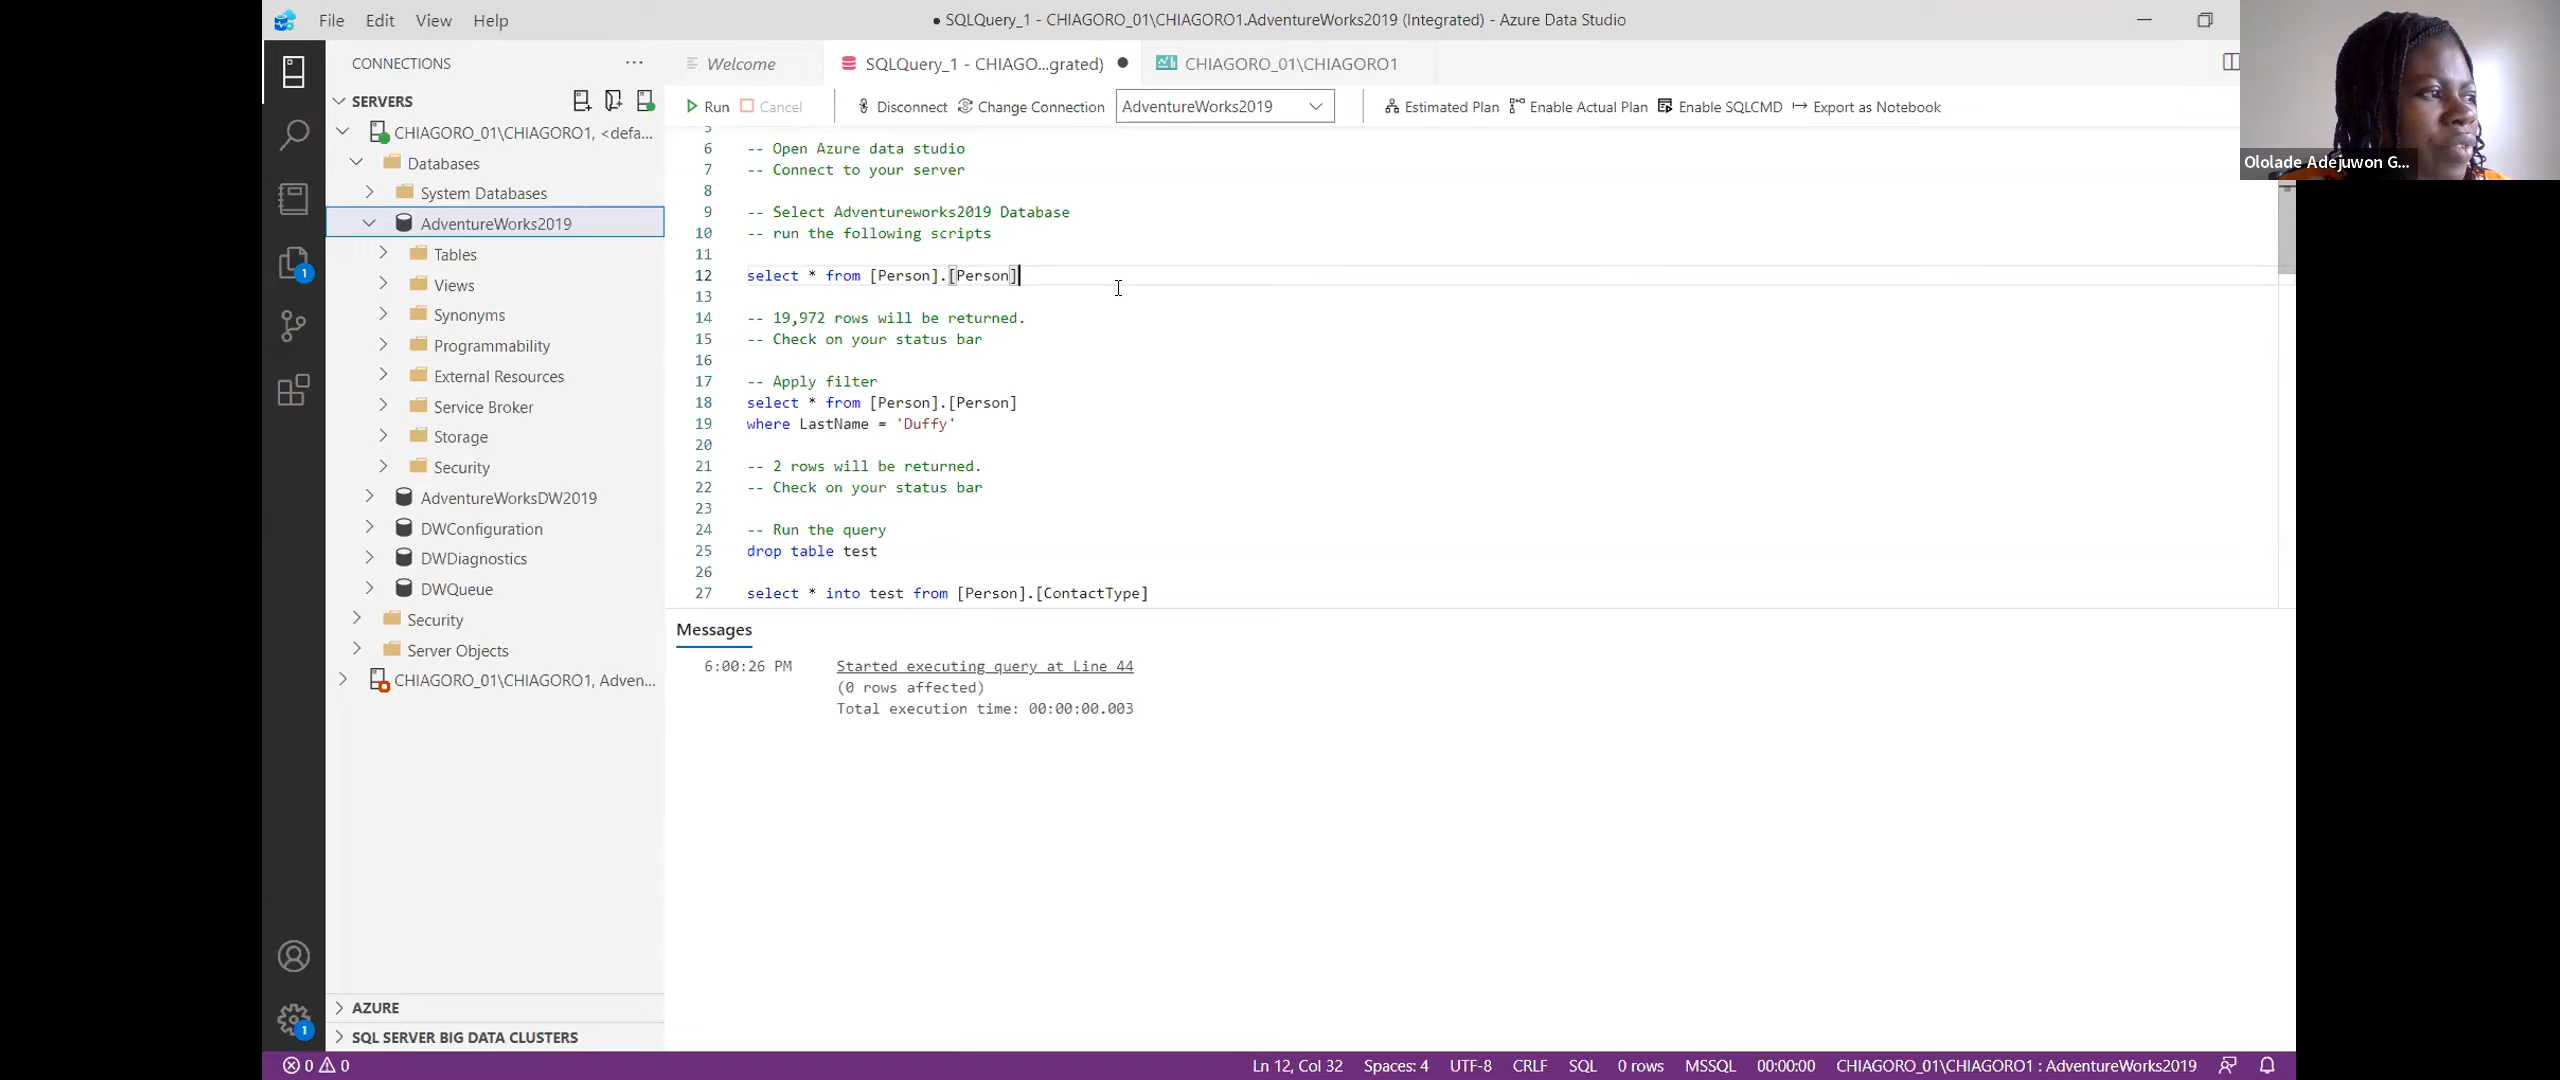 File Edit View Help
● SQLQuery_1 - CHIAGORO_01\CHIAGORO1.AdventureWorks2019 (Integrated) - Azure Data Studio
CONNECTIONS
SERVERS
CHIAGORO_01\CHIAGORO1, <defa...
Databases
System Databases
AdventureWorks2019
Tables
Views
Synonyms
Programmability
External Resources
Service Broker
Storage
Security
AdventureWorksDW2019
DWConfiguration
DWDiagnostics
DWQueue
Security
Server Objects
CHIAGORO_01\CHIAGORO1, Adven...
AZURE
SQL SERVER BIG DATA CLUSTERS
1
1
Welcome
SQLQuery_1 - CHIAGO...grated)
CHIAGORO_01\CHIAGORO1
Run Cancel Disconnect Change Connection AdventureWorks2019 Estimated Plan Enable Actual Plan Enable SQLCMD Export as Notebook
5
6 -- Open Azure data studio
7 -- Connect to your server
8
9 -- Select Adventureworks2019 Database
10 -- run the following scripts
11
12 select * from [Person].[Person]
13
14 -- 19,972 rows will be returned.
15 -- Check on your status bar
16
17 -- Apply filter
18 select * from [Person].[Person]
19 where LastName = 'Duffy'
20
21 -- 2 rows will be returned.
22 -- Check on your status bar
23
24 -- Run the query
25 drop table test
26
27 select * into test from [Person].[ContactType]
Messages
6:00:26 PM Started executing query at Line 44
(0 rows affected)
Total execution time: 00:00:00.003
0 0 Ln 12, Col 32 Spaces: 4 UTF-8 CRLF SQL 0 rows MSSQL 00:00:00 CHIAGORO_01\CHIAGORO1 : AdventureWorks2019
Ololade Adejuwon G...